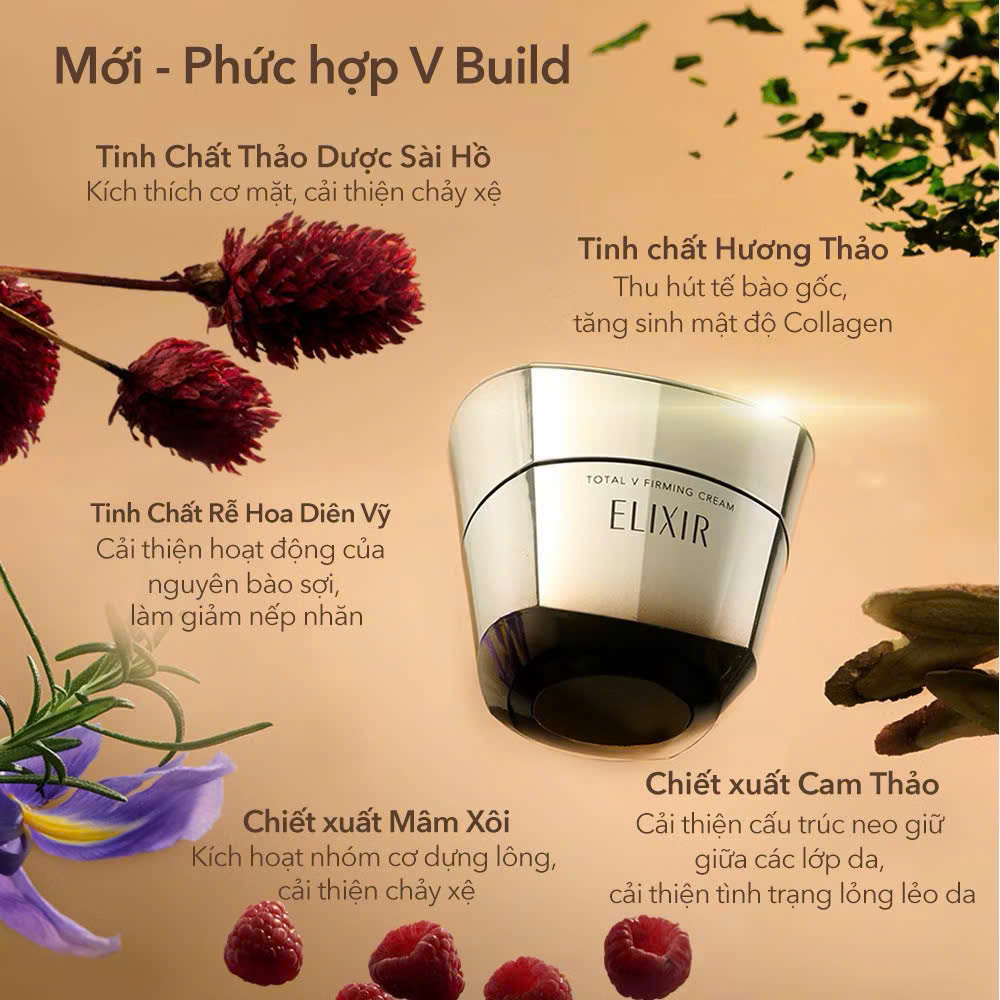 Mới - Phức hợp V Build
Tinh Chất Thảo Dược Sài Hồ
Kích thích cơ mặt, cải thiện chảy xệ
Tinh chất Hương Thảo
Thu hút tế bào gốc,
tăng sinh mật độ Collagen
TOTAL V FIRMING CREAM
ELIXIR
Tinh Chất Rễ Hoa Diên Vỹ
Cải thiện hoạt động của
nguyên bào sợi,
làm giảm nếp nhăn
Chiết xuất Cam Thảo
Cải thiện cấu trúc neo giữ
giữa các lớp da,
cải thiện tình trạng lỏng lẻo da
Chiết xuất Mâm Xôi
Kích hoạt nhóm cơ dựng lông,
cải thiện chảy xệ